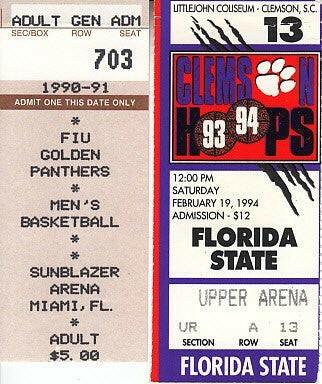 ADULT GEN ADM
SEC/BOX ROW SEAT
703
1990-91
ADMIT ONE THIS DATE ONLY
*
FIU
GOLDEN
PANTHERS
*
MEN'S
BASKETBALL
*
*
SUNBLAZER
ARENA
MIAMI, FL.
*
ADULT
$5.00
LITTLEJOHN COLISEUM - CLEMSON, S.C.
13
CLEMSON
HOOPS
93 94
12:00 PM
SATURDAY
FEBRUARY 19, 1994
ADMISSION - $12
FLORIDA
STATE
UPPER ARENA
UR A 13
SECTION ROW SEAT
FLORIDA STATE